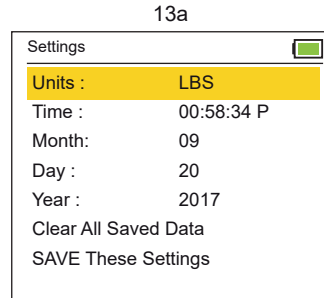 13a
Settings
Units : LBS
Time : 00:58:34 P
Month: 09
Day : 20
Year : 2017
Clear All Saved Data
SAVE These Settings